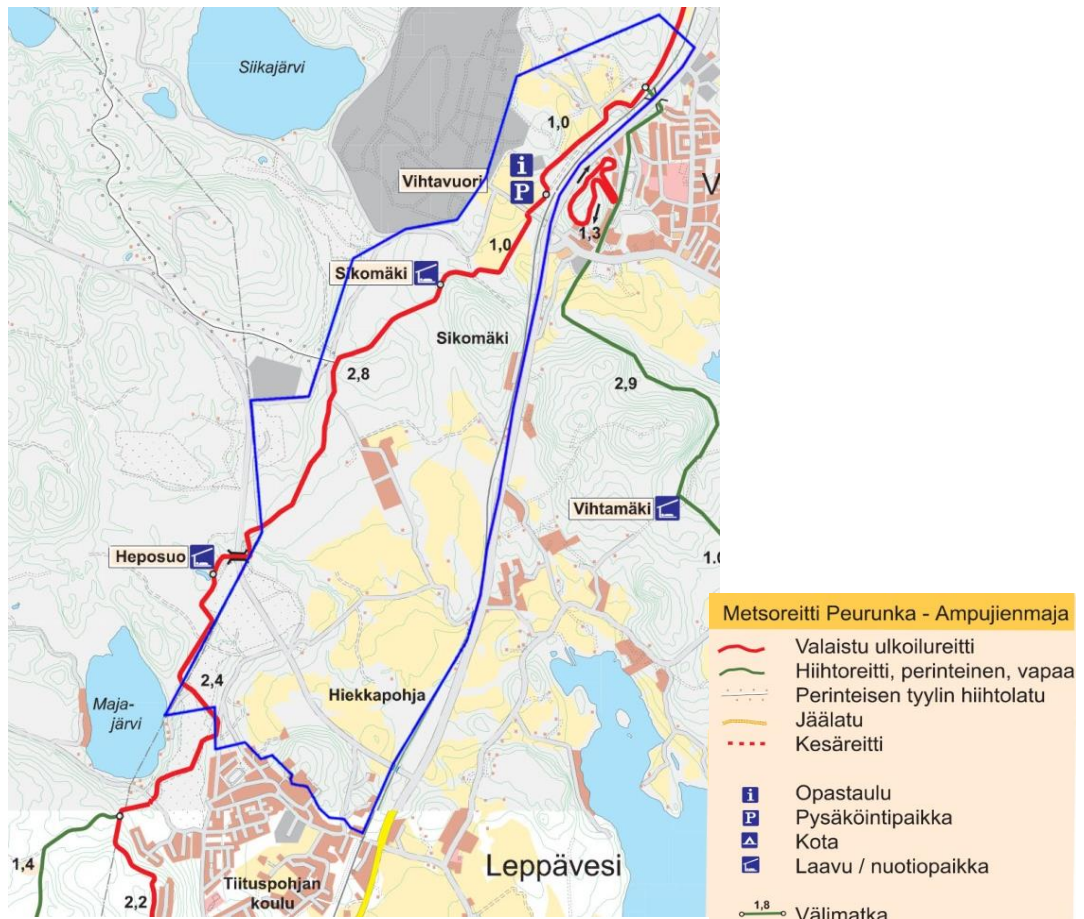 Siikajärvi
1,0
Vihtavuori
i
P
V
1,0
1,3
Sikomäki
Sikomäki
2,8
2,9
Vihtamäki
Heposuo
1.0
2,4
Hiekkapohja
Maja-
järvi
1,4
Leppävesi
Tiituspohjan
koulu
2,2
Metsoreitti Peurunka - Ampujienmaja
Valaistu ulkoilureitti
Hiihtoreitti, perinteinen, vapaa
Perinteisen tyylin hiihtolatu
Jäälatu
Kesäreitti
i Opastaulu
P Pysäköintipaikka
Kota
Laavu / nuotiopaikka
1,8 Välimatka